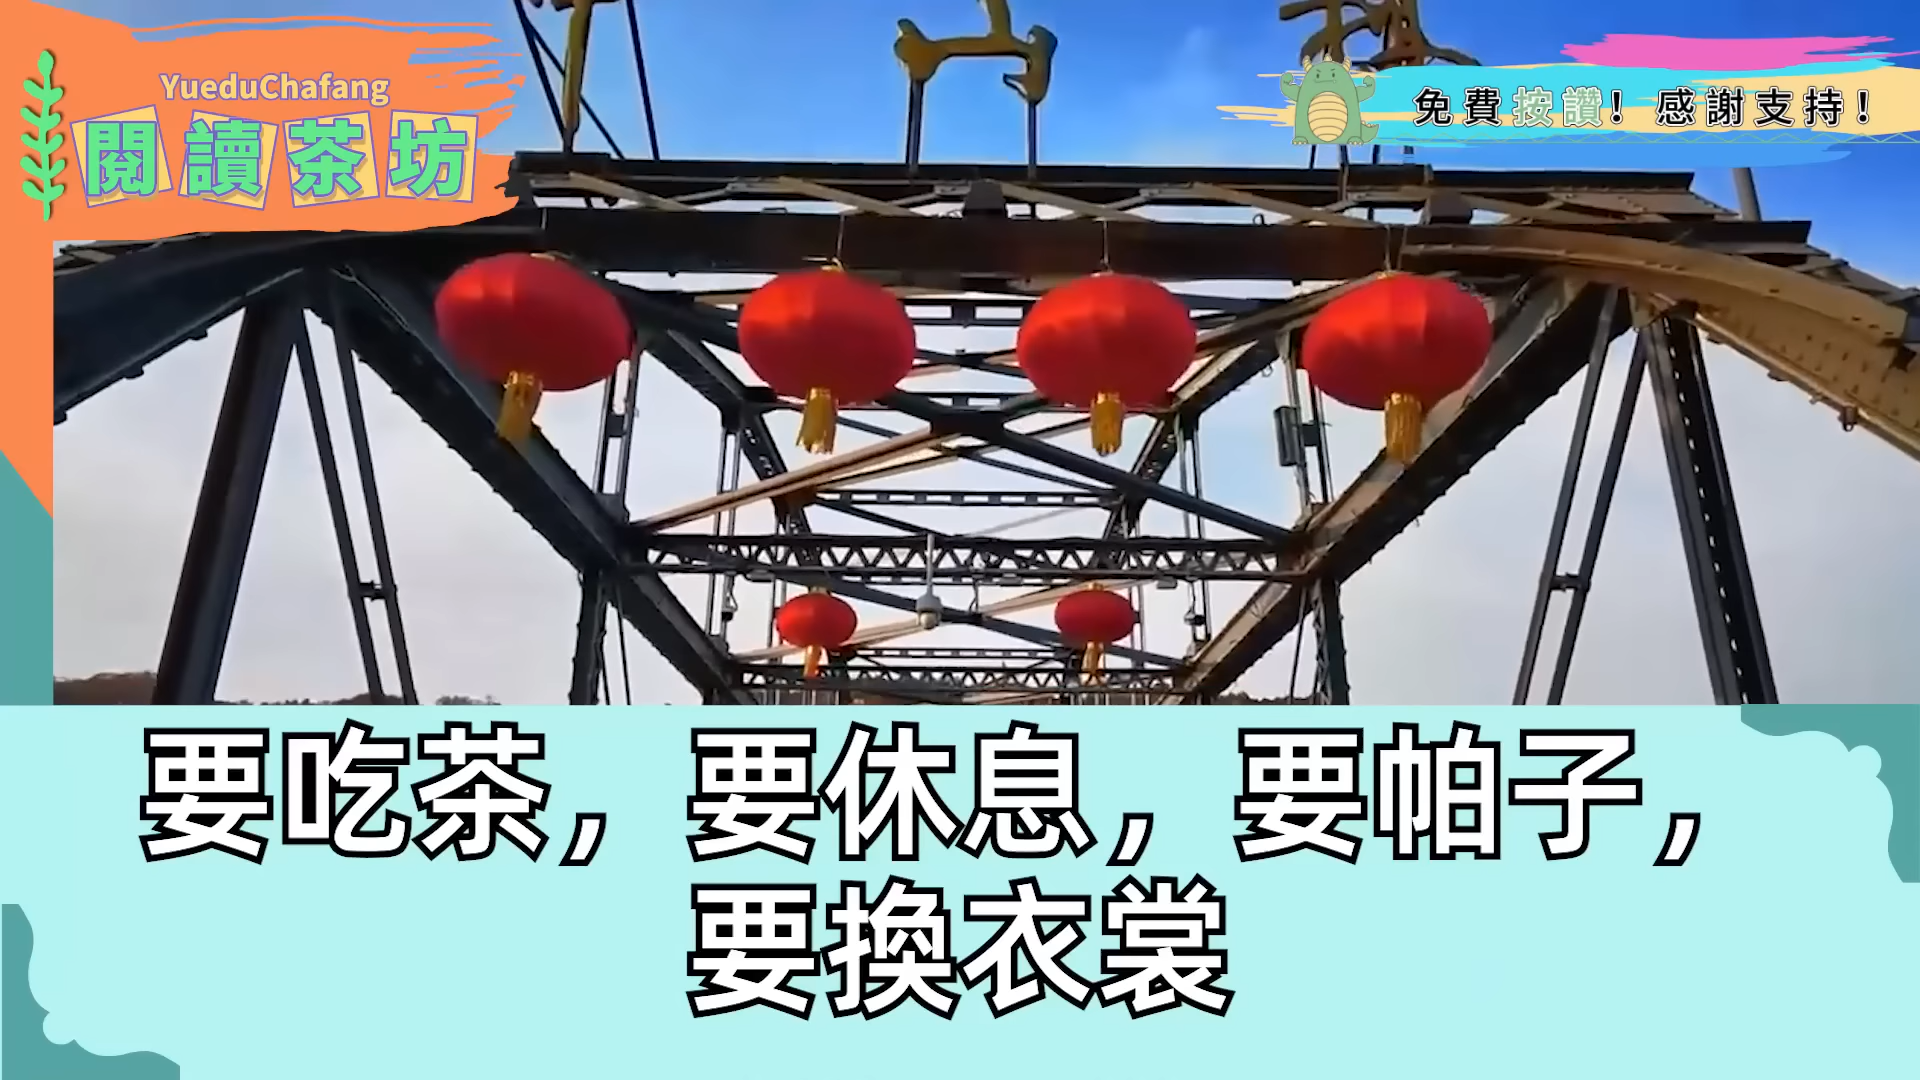 YueduChafang
閱讀茶坊
免費按讚！感謝支持！
要吃茶，要休息，要帕子，
要換衣裳